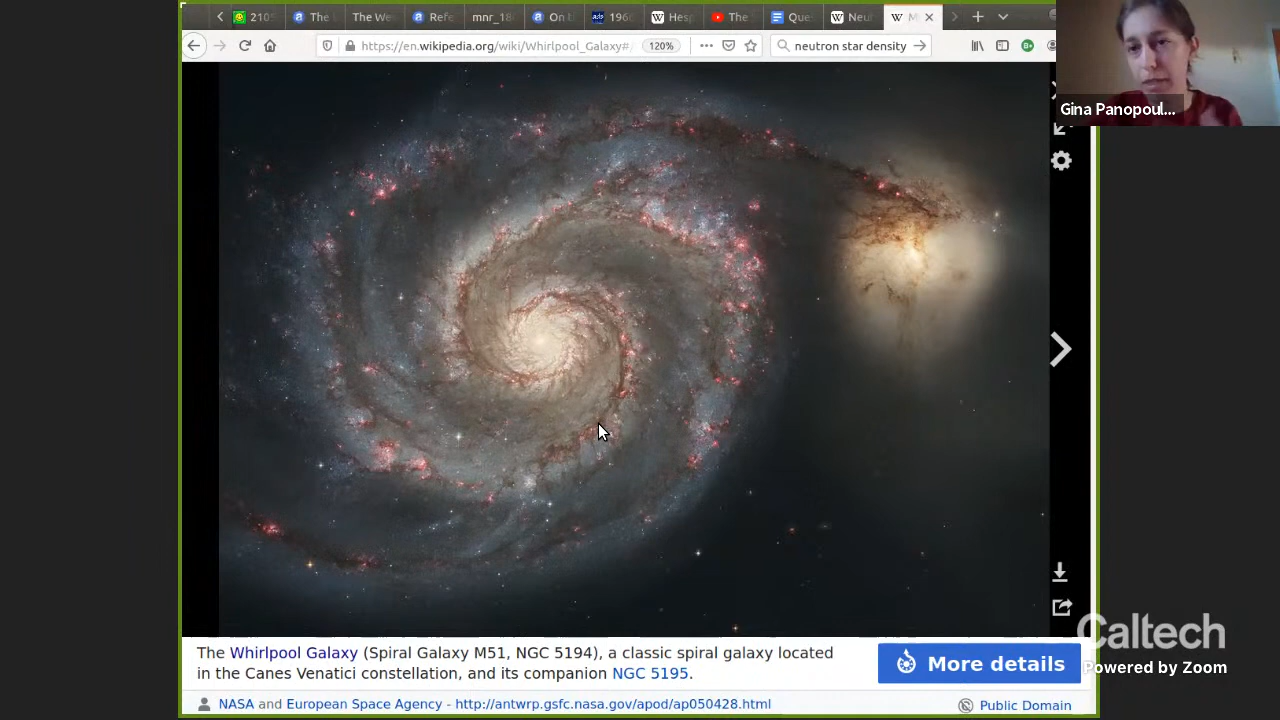 2105
The
The We
Refe
mnr_18
On t
196
Hesp
The
Que
Neu
M
https://en.wikipedia.org/wiki/Whirlpool_Galaxy#/
120%
neutron star density
Gina Panopoul...
The Whirlpool Galaxy (Spiral Galaxy M51, NGC 5194), a classic spiral galaxy located
in the Canes Venatici constellation, and its companion NGC 5195.
More details
NASA and European Space Agency - http://antwrp.gsfc.nasa.gov/apod/ap050428.html
Public Domain
Caltech
Powered by Zoom